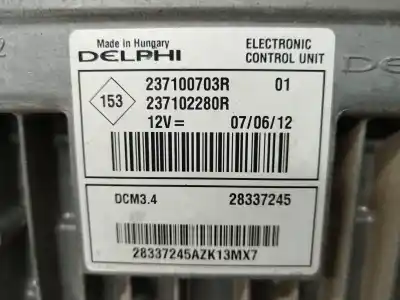 Made in Hungary
DELPHI
ELECTRONIC
CONTROL UNIT
153
237100703R 01
237102280R
12V= 07/06/12
DCM3.4 28337245
28337245AZK13MX7